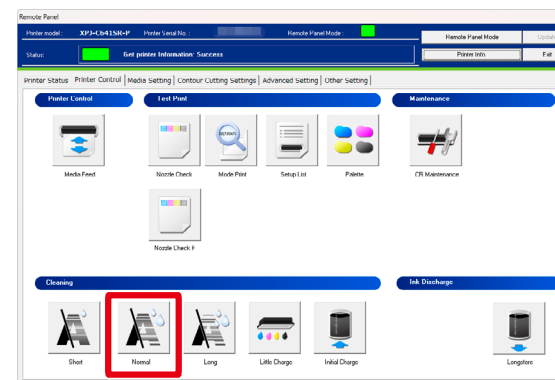 Remote Panel
Printer model : XPJ-C641SR-P Printer Serial No. : Remote Panel Mode :
Remote Panel Mode Update
Status: Get printer Information: Success
Printer Info. Exit
Printer Status Printer Control Media Setting Contour Cutting Settings Advanced Setting Other Setting
Printer Control Test Print Maintenance
Media Feed Nozzle Check Mode Print Setup List Palette CR Maintenance
Nozzle Check F
Cleaning Ink Discharge
Short Normal Long Little Charge Initial Charge Longstore